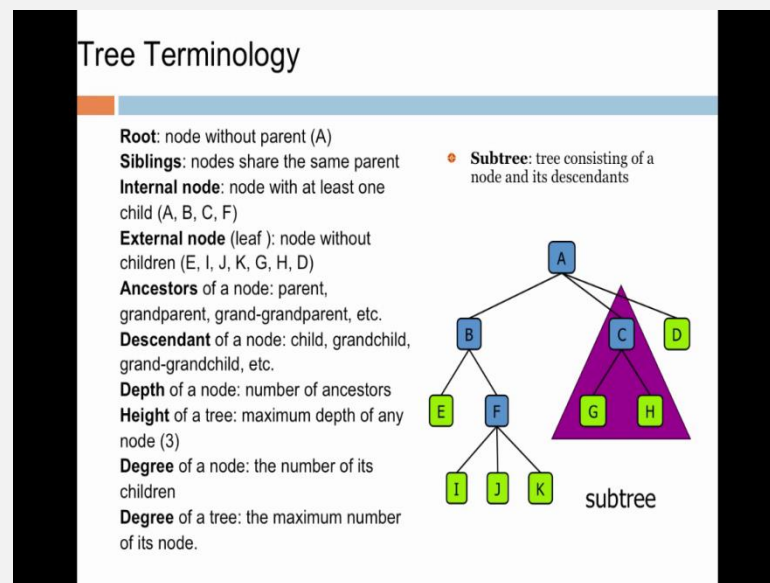 Tree Terminology
Root: node without parent (A)
Siblings: nodes share the same parent
Internal node: node with at least one
child (A, B, C, F)
External node (leaf ): node without
children (E, I, J, K, G, H, D)
Ancestors of a node: parent,
grandparent, grand-grandparent, etc.
Descendant of a node: child, grandchild,
grand-grandchild, etc.
Depth of a node: number of ancestors
Height of a tree: maximum depth of any
node (3)
Degree of a node: the number of its
children
Degree of a tree: the maximum number
of its node.
Subtree: tree consisting of a
node and its descendants
A
B C D
E F G H
I J K
subtree